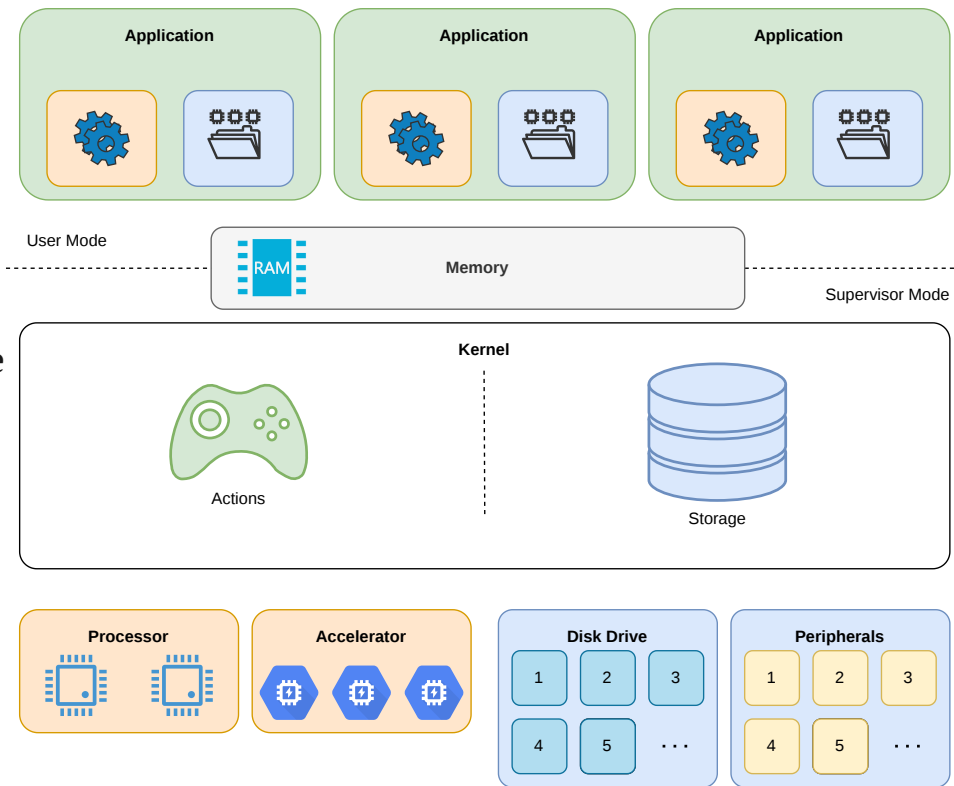 Application
Application
Application
User Mode
RAM
Memory
Supervisor Mode
e
Kernel
Actions
Storage
Processor
Accelerator
Disk Drive
1 2 3
4 5 ...
Peripherals
1 2 3
4 5 ...